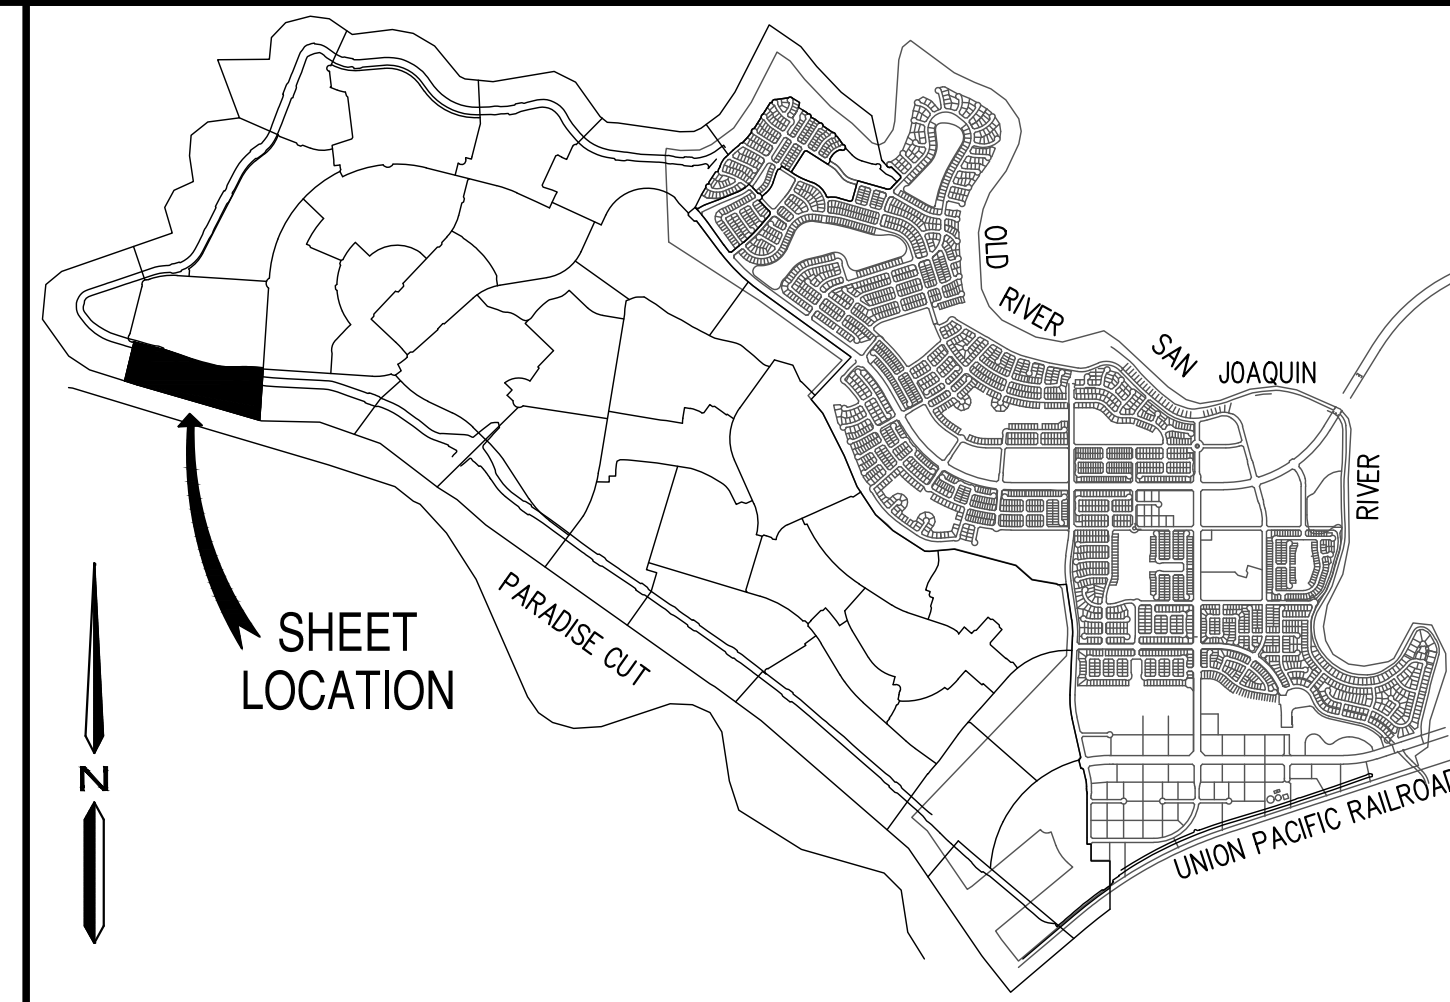 OLD
RIVER
SAN
JOAQUIN
RIVER
PARADISE CUT
SHEET
LOCATION
N
UNION PACIFIC RAILROAD